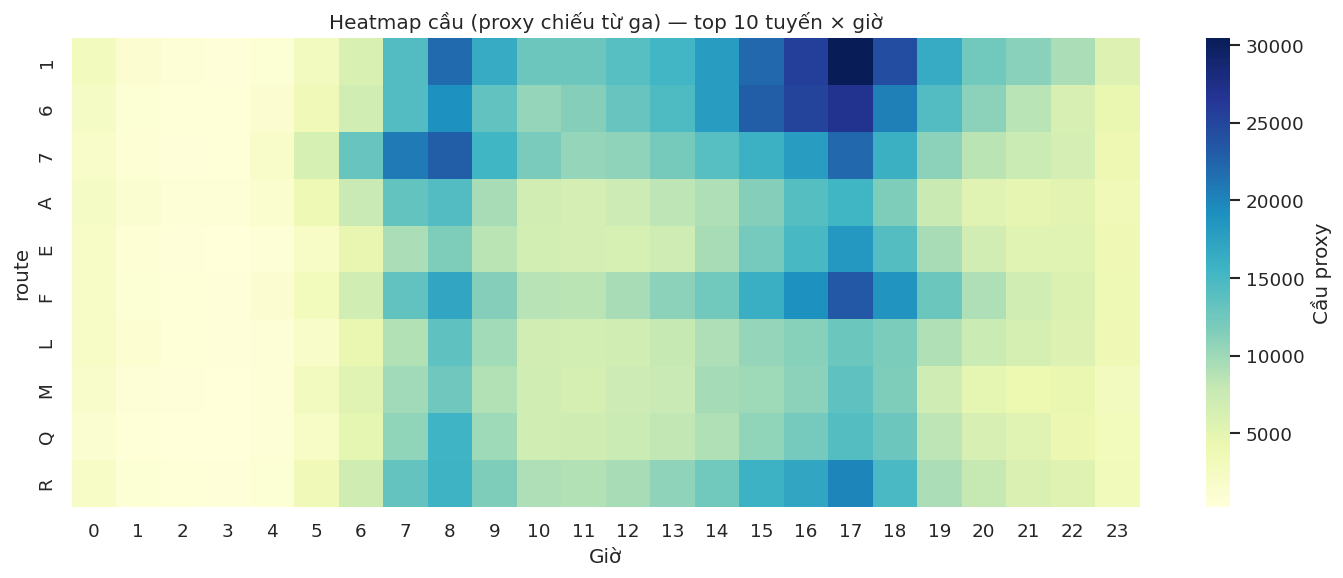 Heatmap cầu (proxy chiếu từ ga) — top 10 tuyến × giờ
route
1
6
7
A
E
F
L
M
Q
R
0 1 2 3 4 5 6 7 8 9 10 11 12 13 14 15 16 17 18 19 20 21 22 23
Giờ
30000
25000
20000
15000
10000
5000
Cầu proxy